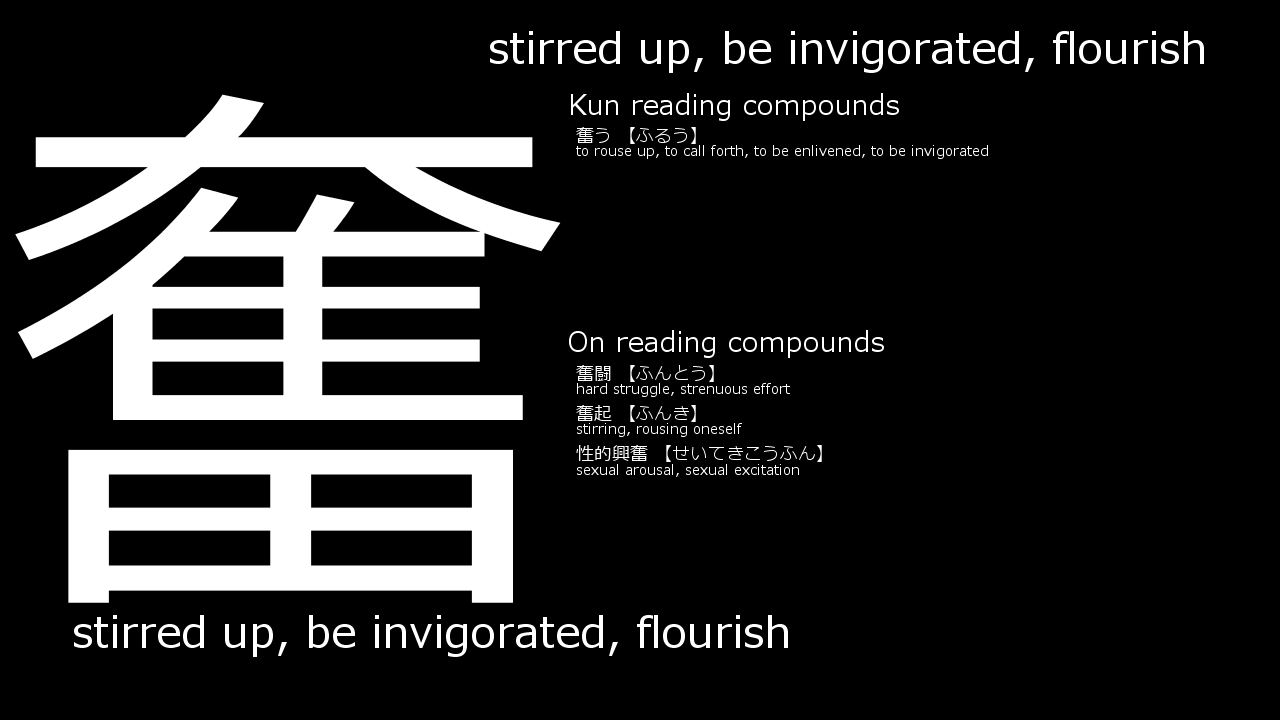 stirred up, be invigorated, flourish
奮
Kun reading compounds
奮う 【ふるう】
to rouse up, to call forth, to be enlivened, to be invigorated
On reading compounds
奮闘 【ふんとう】
hard struggle, strenuous effort
奮起 【ふんき】
stirring, rousing oneself
性的興奮 【せいてきこうふん】
sexual arousal, sexual excitation
stirred up, be invigorated, flourish